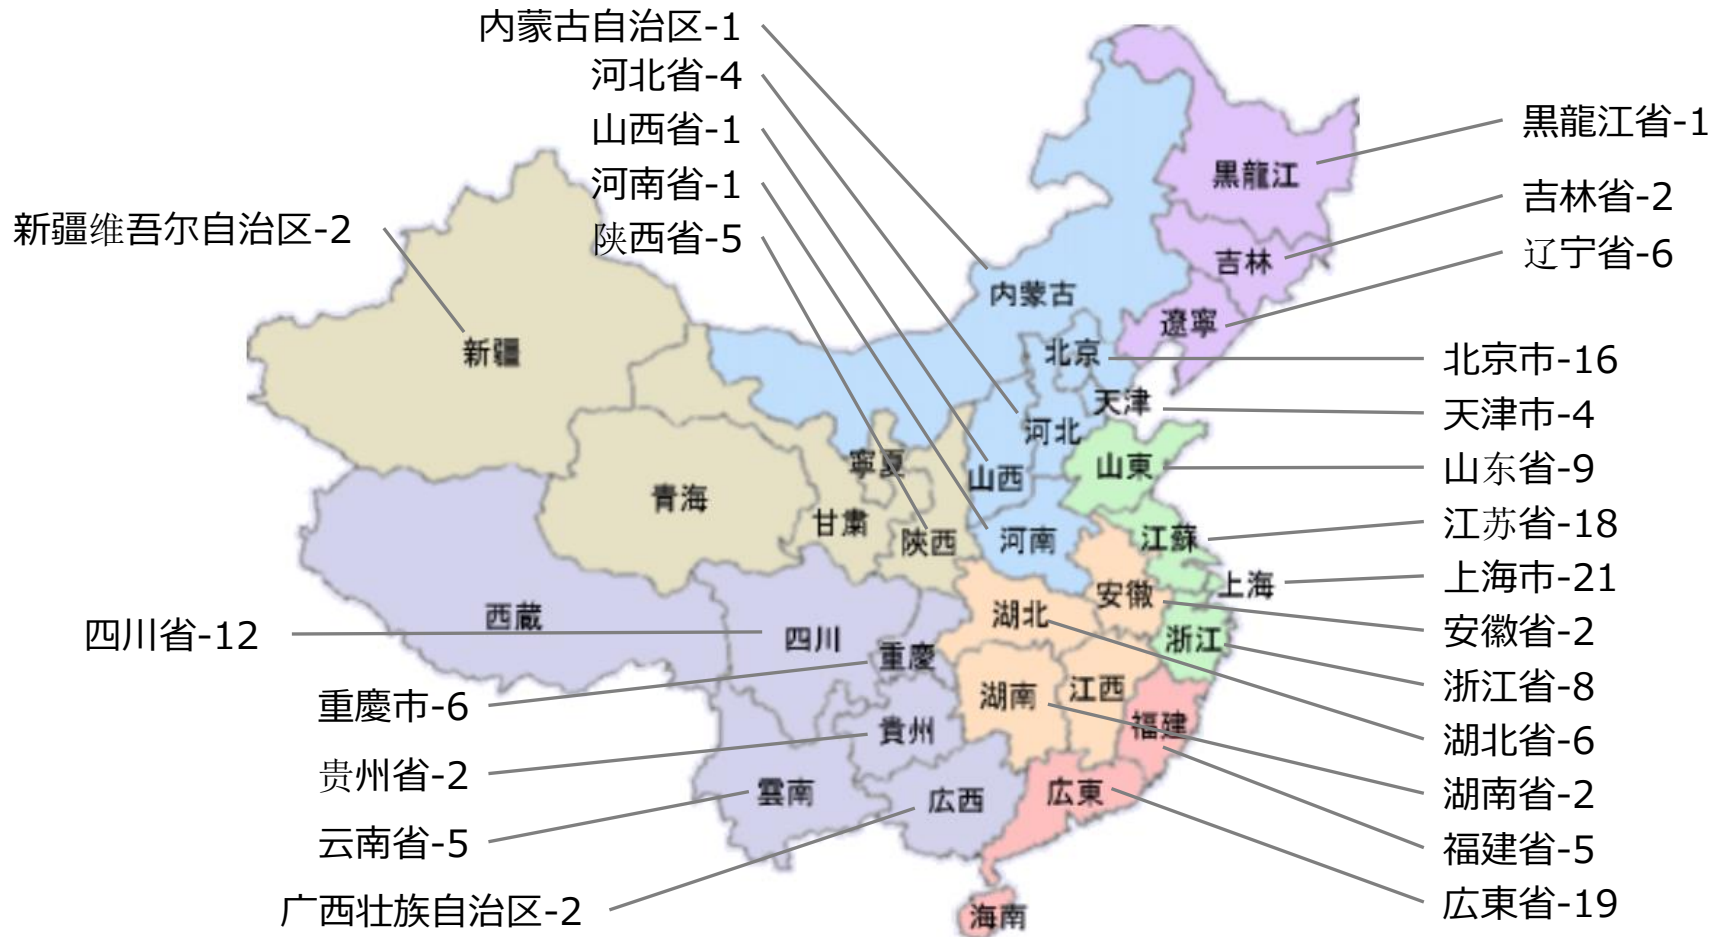 内蒙古自治区-1
河北省-4
山西省-1
河南省-1
陕西省-5
新疆维吾尔自治区-2
四川省-12
重慶市-6
贵州省-2
云南省-5
广西壮族自治区-2
黒龍江省-1
吉林省-2
辽宁省-6
北京市-16
天津市-4
山东省-9
江苏省-18
上海市-21
安徽省-2
浙江省-8
湖北省-6
湖南省-2
福建省-5
広東省-19
黒龍江
吉林
遼寧
内蒙古
北京
天津
河北
山西
山東
新疆
寧夏
青海
甘粛
陝西
河南
江蘇
上海
安徽
浙江
湖北
西蔵
四川
重慶
湖南
江西
福建
貴州
雲南
広西
広東
海南